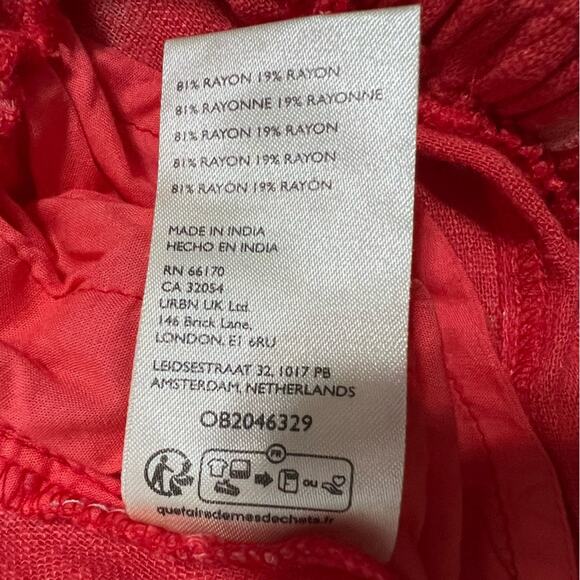 81% RAYON 19% RAYON
81% RAYONNE 19% RAYONNE
81% RAYON 19% RAYON
81% RAYON 19% RAYON
81% RAYON 19% RAYÓN
MADE IN INDIA
HECHO EN INDIA
RN 66170
CA 32054
URBN UK Ltd.
146 Brick Lane,
LONDON, E1 6RU
LEIDSESTRAAT 32, 1017 PB
AMSTERDAM, NETHERLANDS
OB2046329
FR
OU
quefairedemesdechets.fr